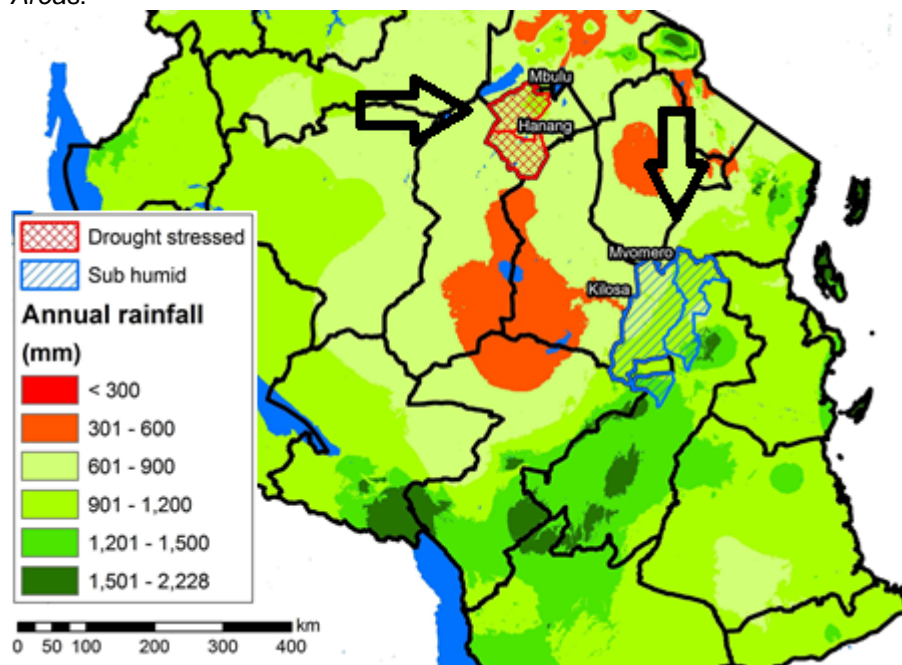 Areas.
Mbulu
Hanang
Mvomero
Kilosa
Drought stressed
Sub humid
Annual rainfall
(mm)
< 300
301 - 600
601 - 900
901 - 1,200
1,201 - 1,500
1,501 - 2,228
km
0 50 100 200 300 400